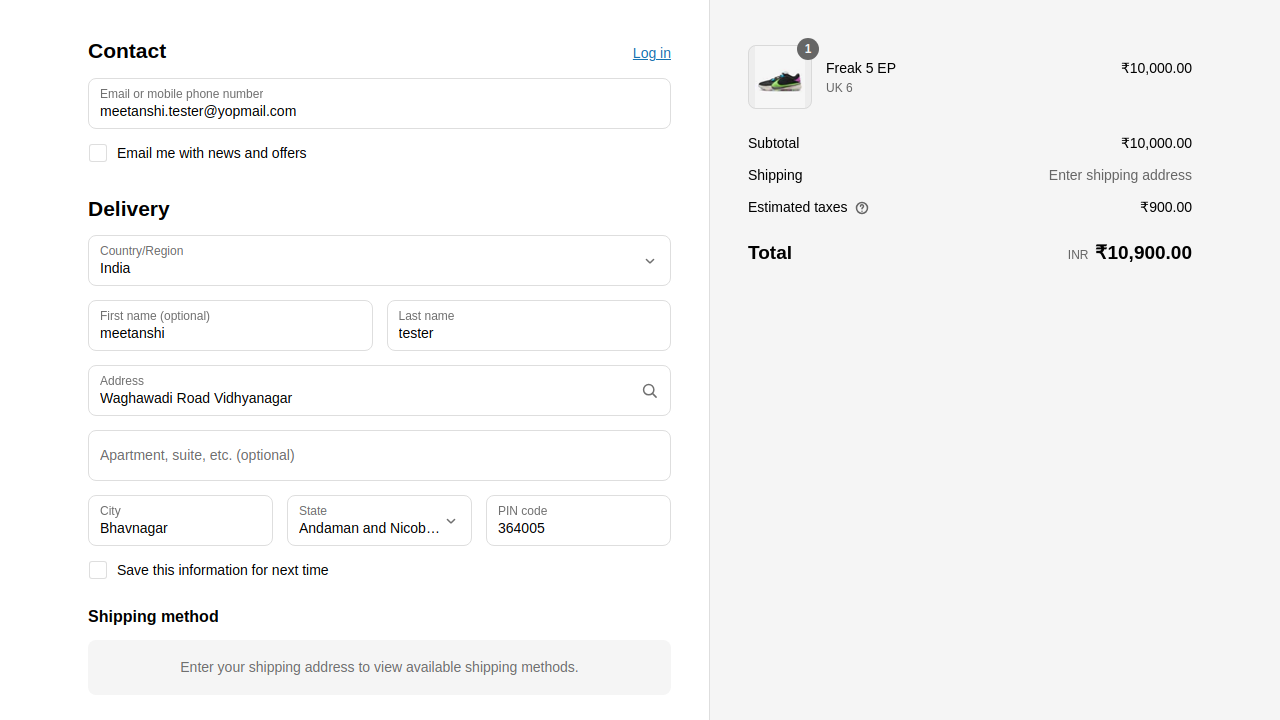 Contact
Log in
Email or mobile phone number
meetanshi.tester@yopmail.com
Email me with news and offers
Delivery
Country/Region
India
First name (optional)
meetanshi
Last name
tester
Address
Waghawadi Road Vidhyanagar
Apartment, suite, etc. (optional)
City
Bhavnagar
State
Andaman and Nicob…
PIN code
364005
Save this information for next time
Shipping method
Enter your shipping address to view available shipping methods.
1
Freak 5 EP
₹10,000.00
UK 6
Subtotal
₹10,000.00
Shipping
Enter shipping address
Estimated taxes
₹900.00
Total
INR ₹10,900.00